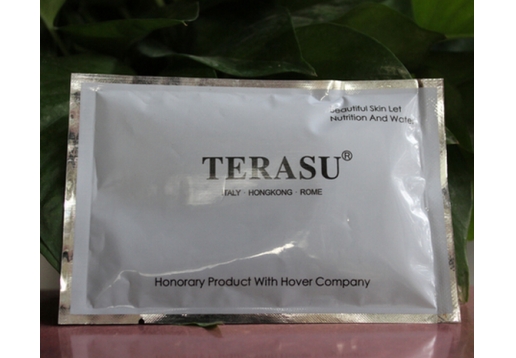 Beautiful Skin Let
Nutrition And Water
TERASU®
ITALY · HONGKONG · ROME
Honorary Product With Hover Company